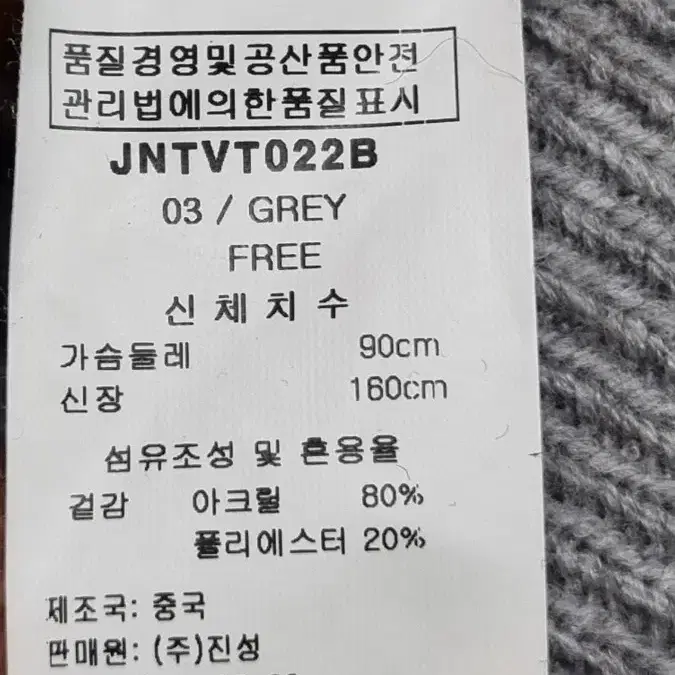 품질경영및공산품안전
관리법에의한품질표시
JNTVT022B
03 / GREY
FREE
신체치수
가슴둘레 90cm
신장 160cm
섬유조성 및 혼용율
겉감 아크릴 80%
폴리에스터 20%
제조국: 중국
판매원: (주)진성